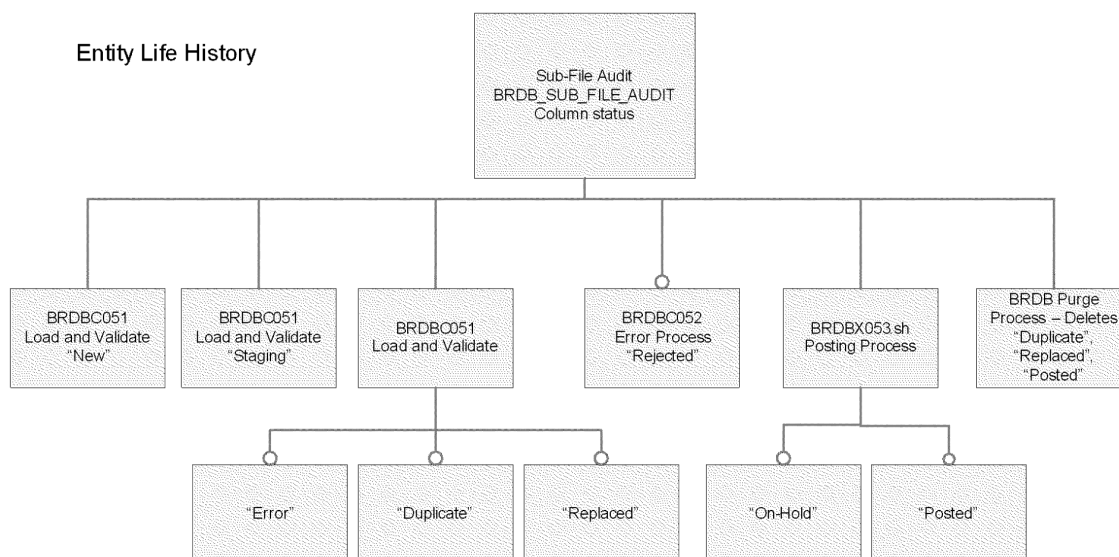 Entity Life History
Sub-File Audit
BRDB_SUB_FILE_AUDIT
Column status
BRDBC051
Load and Validate
“New”
BRDBC051
Load and Validate
“Staging”
BRDBC051
Load and Validate
BRDBC052
Error Process
“Rejected”
BRDBX053.sh
Posting Process
BRDB Purge
Process – Deletes
“Duplicate”,
“Replaced”,
“Posted”
“Error”
“Duplicate”
“Replaced”
“On-Hold”
“Posted”